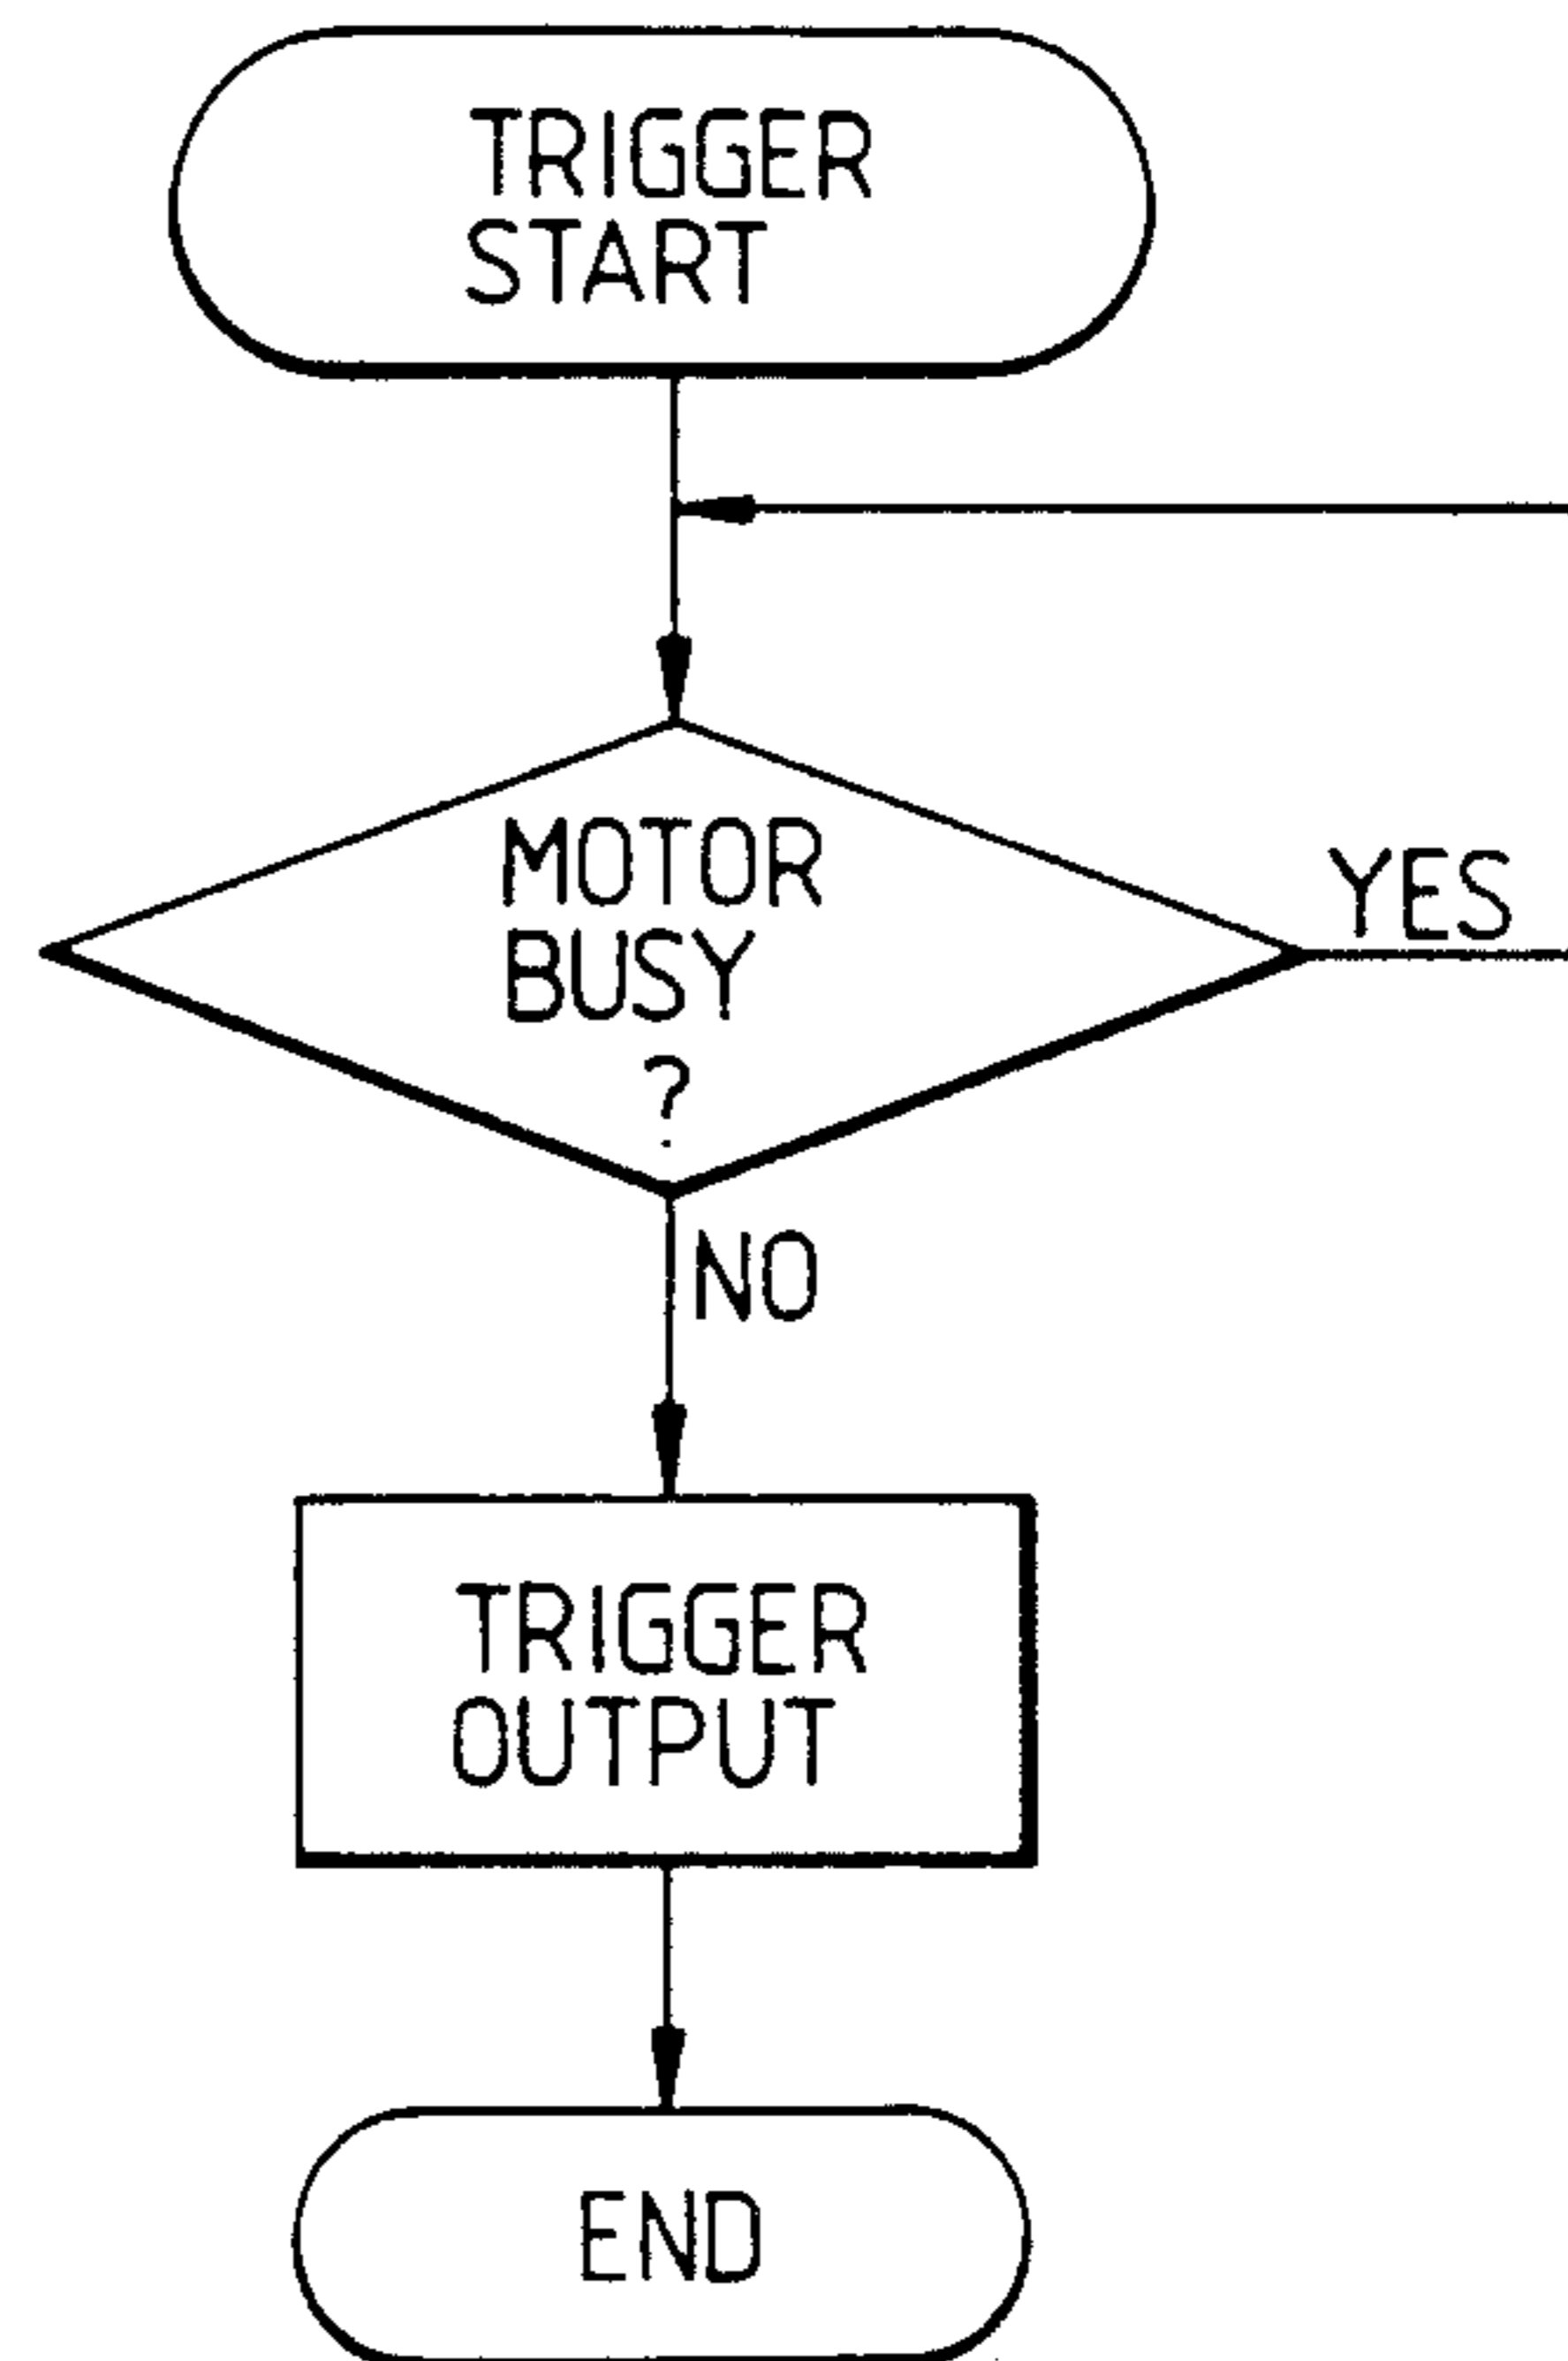 TRIGGER
START
MOTOR
BUSY
?
YES
NO
TRIGGER
OUTPUT
END